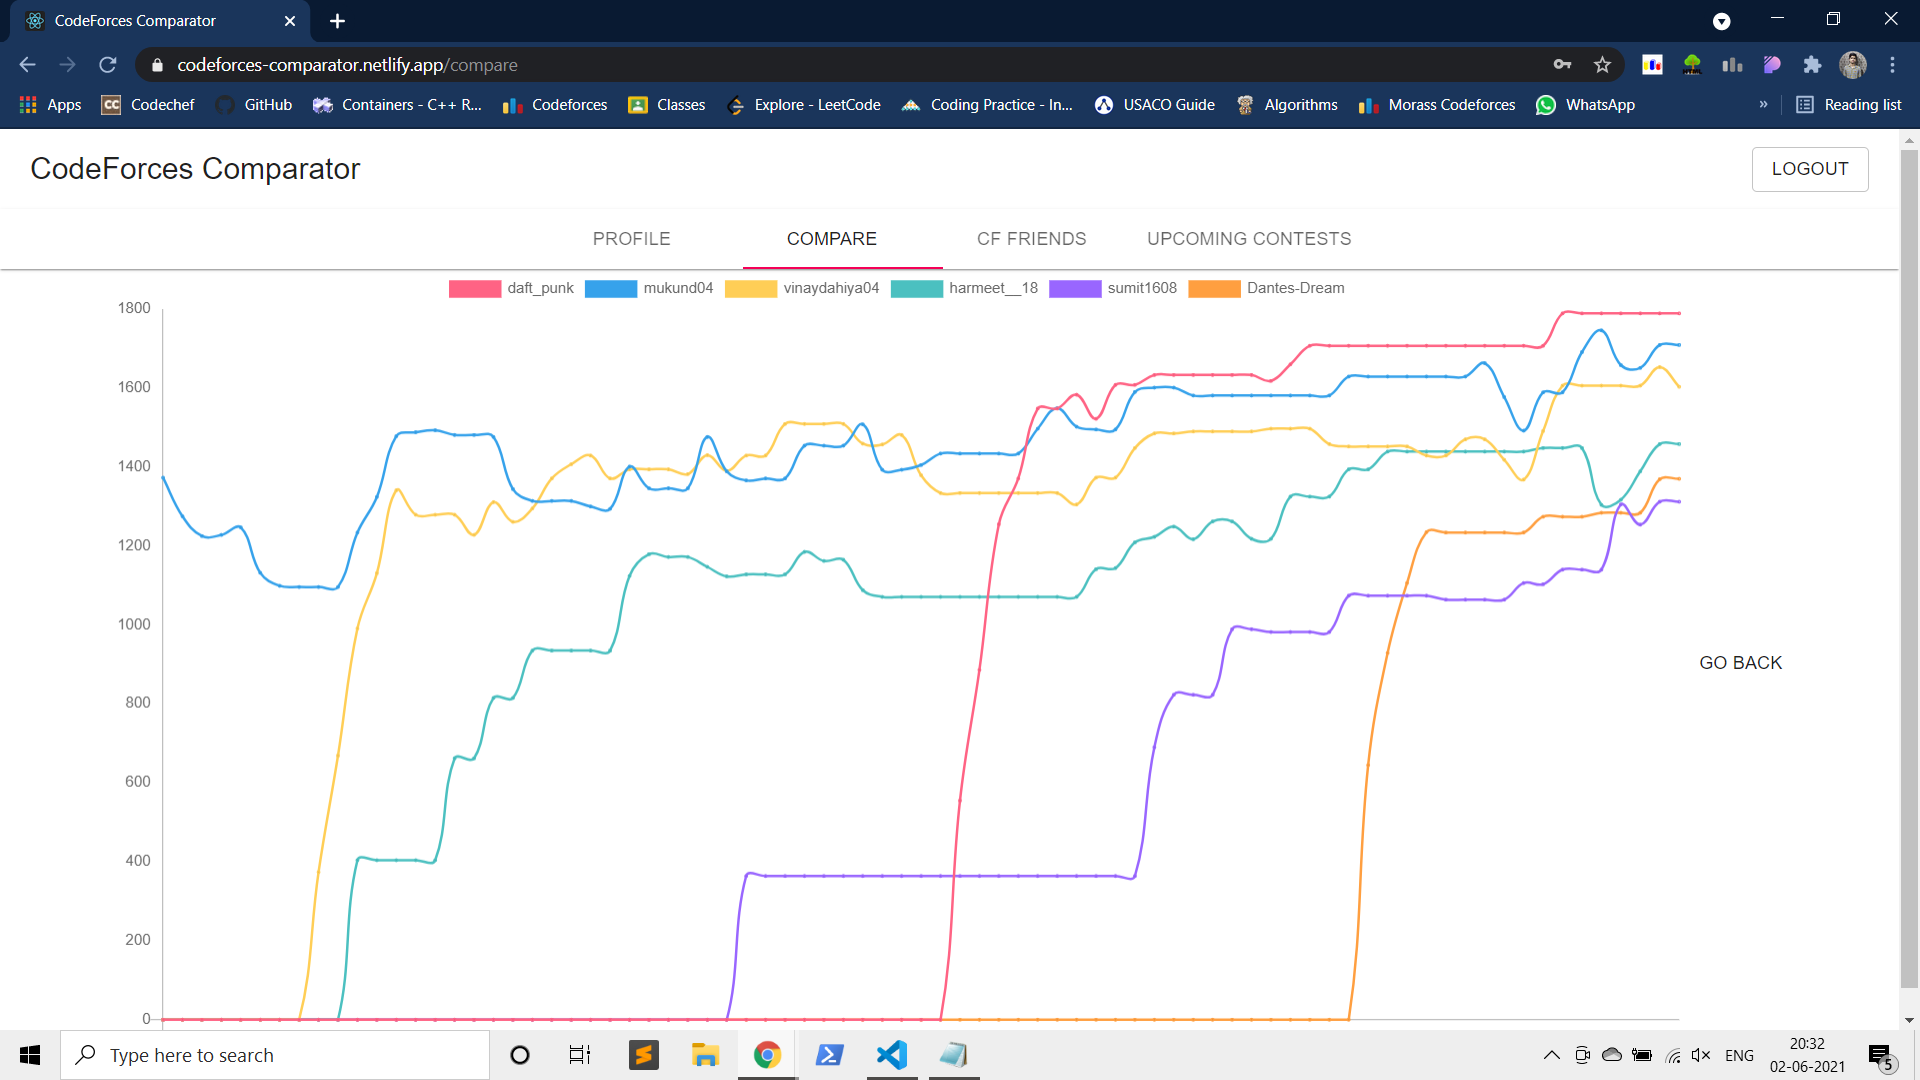 CodeForces Comparator
codeforces-comparator.netlify.app/compare
Apps Codechef GitHub Containers - C++ R... Codeforces Classes Explore - LeetCode Coding Practice - In... USACO Guide Algorithms Morass Codeforces WhatsApp » Reading list
CodeForces Comparator
LOGOUT
PROFILE COMPARE CF FRIENDS UPCOMING CONTESTS
daft_punk mukund04 vinaydahiya04 harmeet__18 sumit1608 Dantes-Dream
1800
1600
1400
1200
1000
800
600
400
200
0
GO BACK
Type here to search
ENG
20:32
02-06-2021
5